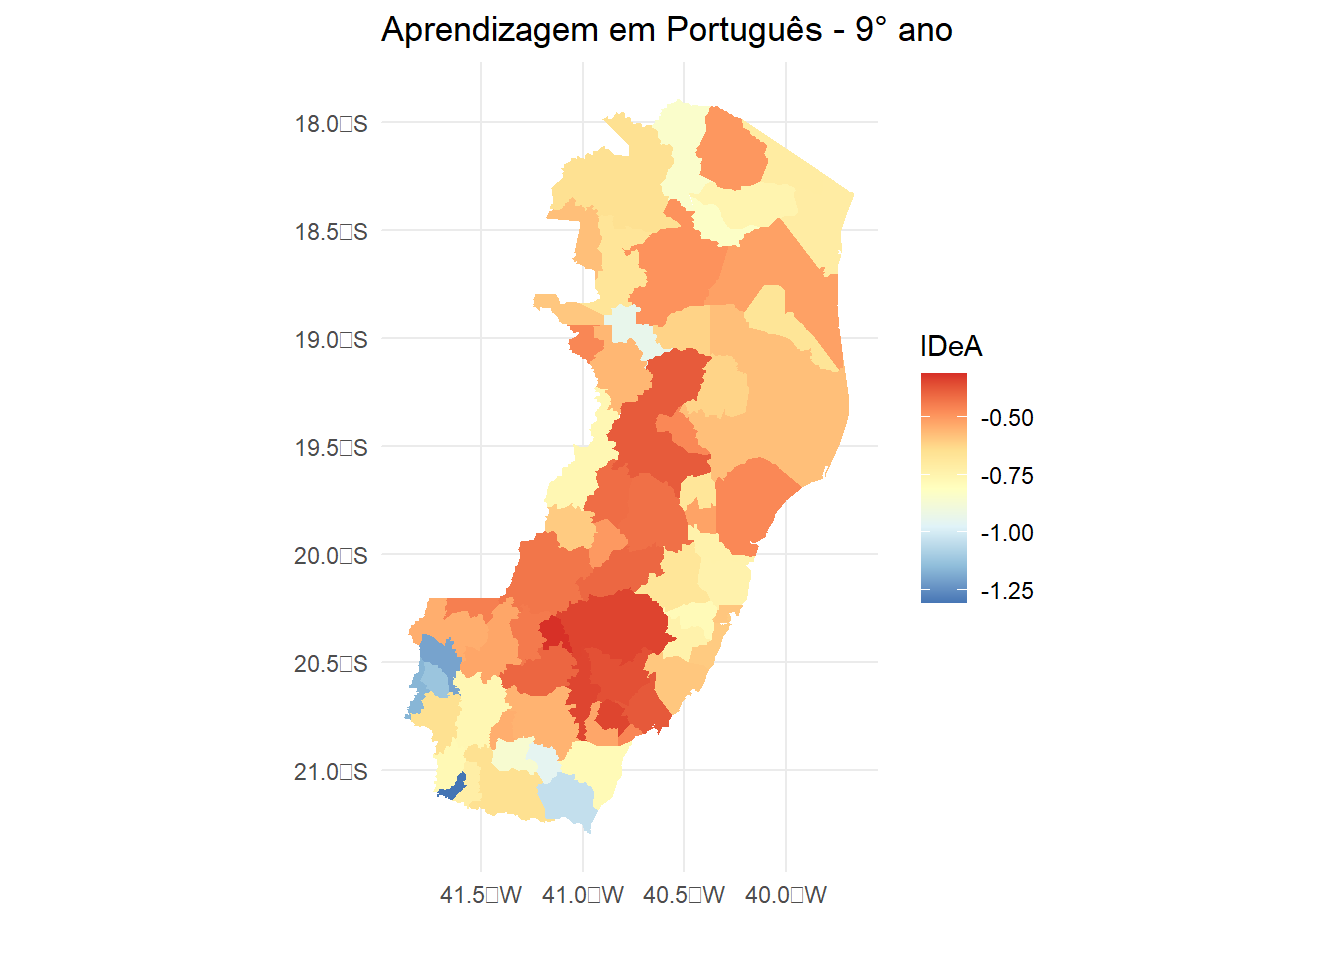 Aprendizagem em Português - 9° ano
18.0□S
18.5□S
19.0□S
19.5□S
20.0□S
20.5□S
21.0□S
41.5□W 41.0□W 40.5□W 40.0□W
IDeA
-0.50
-0.75
-1.00
-1.25